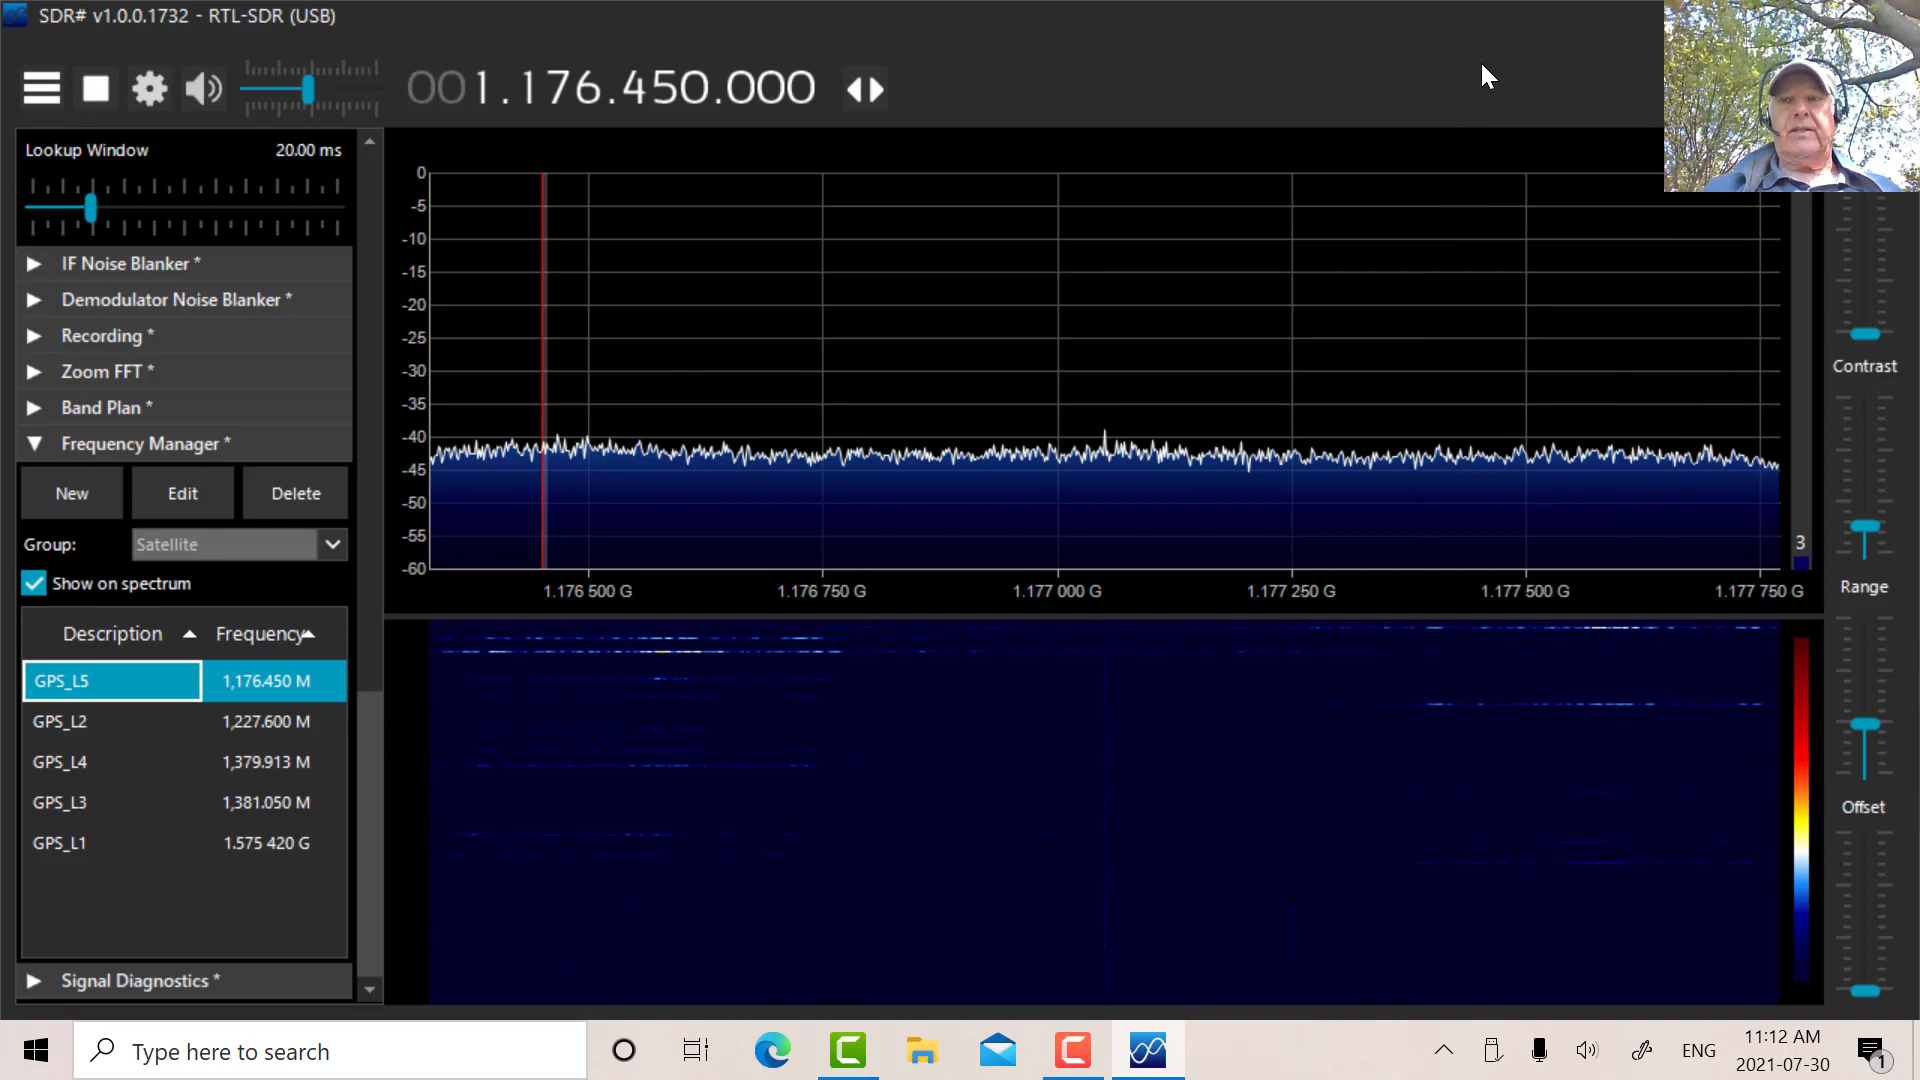 SDR# v1.0.0.1732 - RTL-SDR (USB)
001.176.450.000
Lookup Window 20.00 ms
IF Noise Blanker *
Demodulator Noise Blanker *
Recording *
Zoom FFT *
Band Plan *
Frequency Manager *
New Edit Delete
Group: Satellite
Show on spectrum
Description Frequency
GPS_L5 1,176.450 M
GPS_L2 1,227.600 M
GPS_L4 1,379.913 M
GPS_L3 1,381.050 M
GPS_L1 1.575 420 G
Signal Diagnostics *
0
-5
-10
-15
-20
-25
-30
-35
-40
-45
-50
-55
-60
1.176 500 G 1.176 750 G 1.177 000 G 1.177 250 G 1.177 500 G 1.177 750 G
3
Contrast
Range
Offset
Type here to search
ENG
11:12 AM
2021-07-30
1